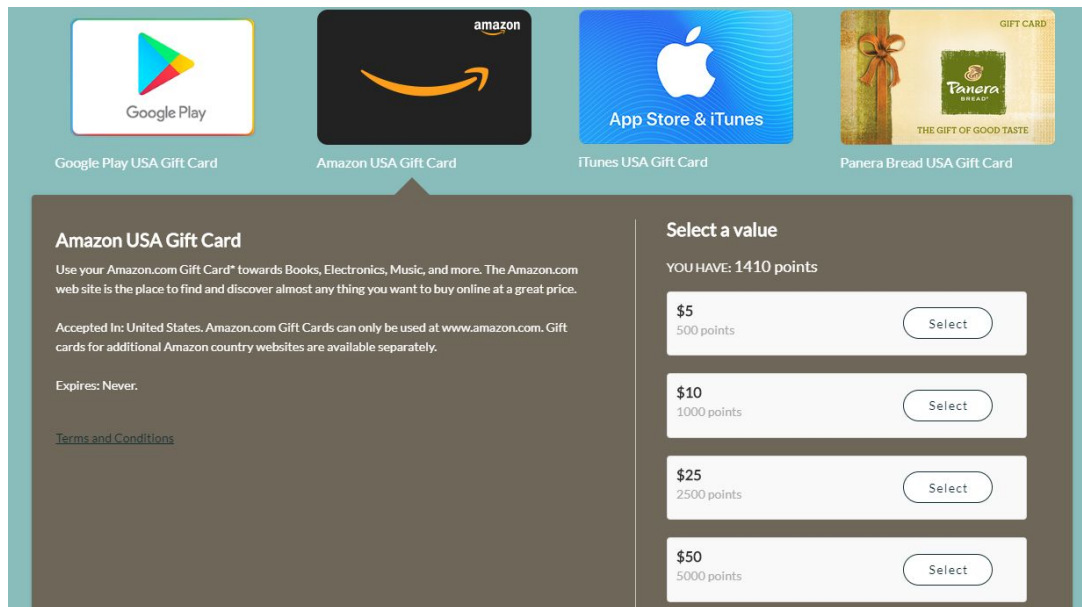 Google Play
amazon
App Store & iTunes
GIFT CARD
Panera
BREAD®
THE GIFT OF GOOD TASTE
Google Play USA Gift Card
Amazon USA Gift Card
iTunes USA Gift Card
Panera Bread USA Gift Card
Amazon USA Gift Card
Use your Amazon.com Gift Card* towards Books, Electronics, Music, and more. The Amazon.com
web site is the place to find and discover almost any thing you want to buy online at a great price.
Accepted In: United States. Amazon.com Gift Cards can only be used at www.amazon.com. Gift
cards for additional Amazon country websites are available separately.
Expires: Never.
Terms and Conditions
Select a value
YOU HAVE: 1410 points
$5
500 points
Select
$10
1000 points
Select
$25
2500 points
Select
$50
5000 points
Select